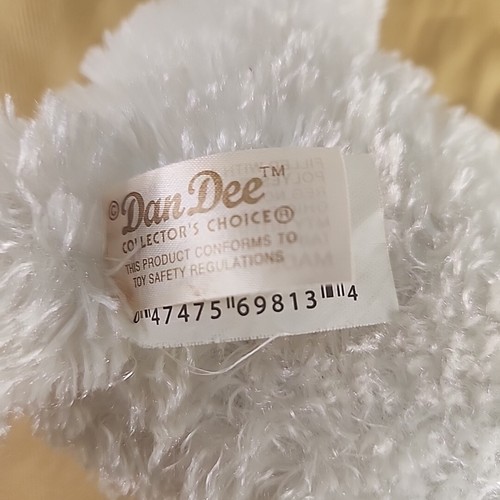 © Dan Dee™
COLLECTOR'S CHOICE®
THIS PRODUCT CONFORMS TO
TOY SAFETY REGULATIONS
0 47475 69813 4